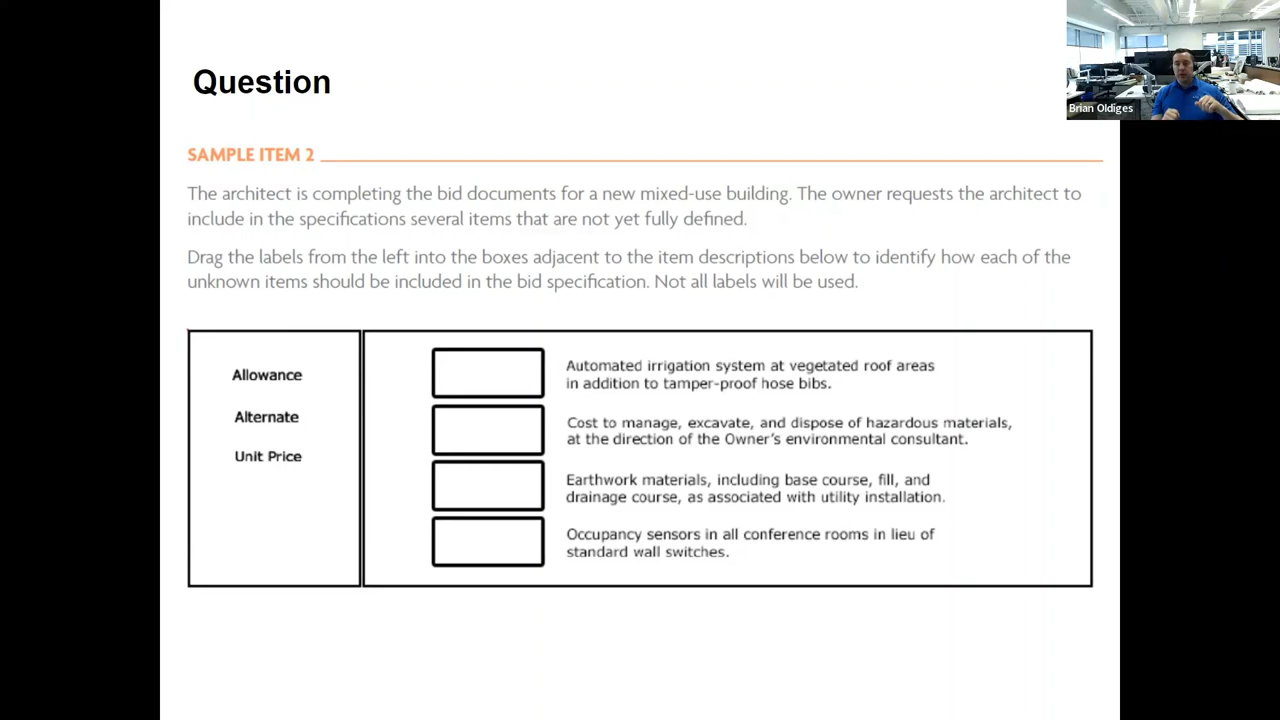 Brian Oldiges
Question
SAMPLE ITEM 2
The architect is completing the bid documents for a new mixed-use building. The owner requests the architect to
include in the specifications several items that are not yet fully defined.
Drag the labels from the left into the boxes adjacent to the item descriptions below to identify how each of the
unknown items should be included in the bid specification. Not all labels will be used.
Allowance
Alternate
Unit Price
Automated irrigation system at vegetated roof areas
in addition to tamper-proof hose bibs.
Cost to manage, excavate, and dispose of hazardous materials,
at the direction of the Owner's environmental consultant.
Earthwork materials, including base course, fill, and
drainage course, as associated with utility installation.
Occupancy sensors in all conference rooms in lieu of
standard wall switches.